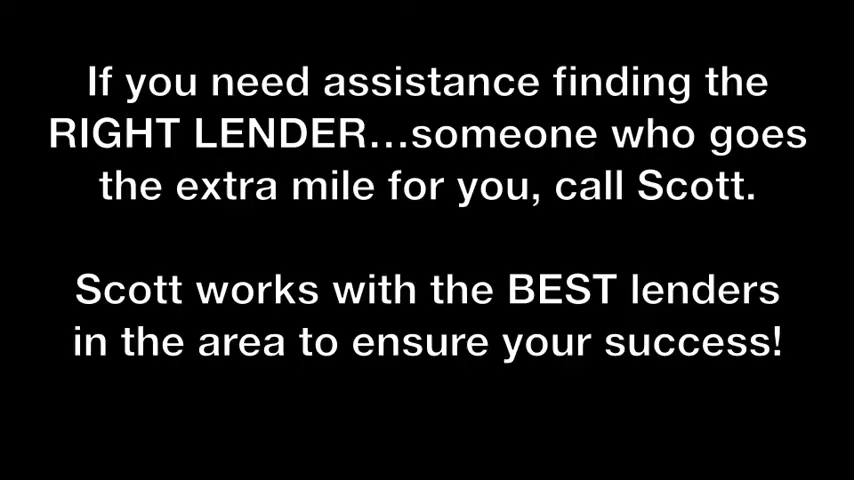 If you need assistance finding the
RIGHT LENDER...someone who goes
the extra mile for you, call Scott.
Scott works with the BEST lenders
in the area to ensure your success!